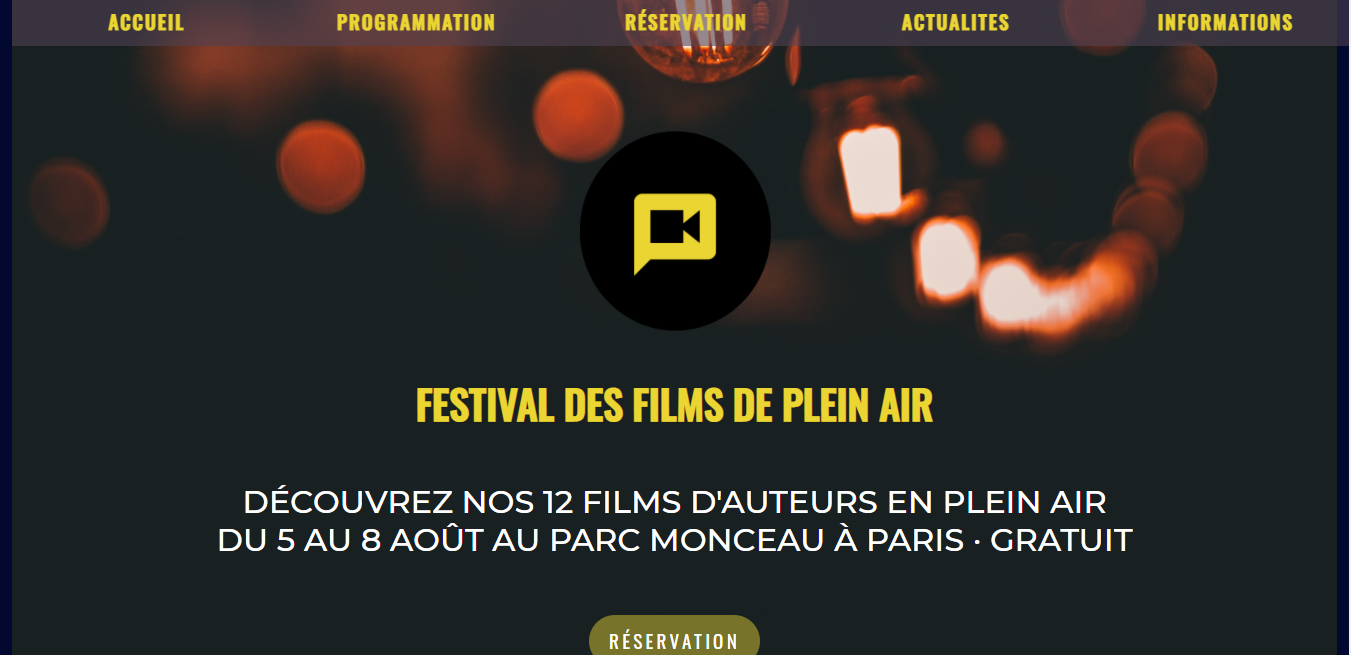 ACCUEIL
PROGRAMMATION
RÉSERVATION
ACTUALITES
INFORMATIONS
FESTIVAL DES FILMS DE PLEIN AIR
DÉCOUVREZ NOS 12 FILMS D'AUTEURS EN PLEIN AIR
DU 5 AU 8 AOÛT AU PARC MONCEAU À PARIS · GRATUIT
RÉSERVATION